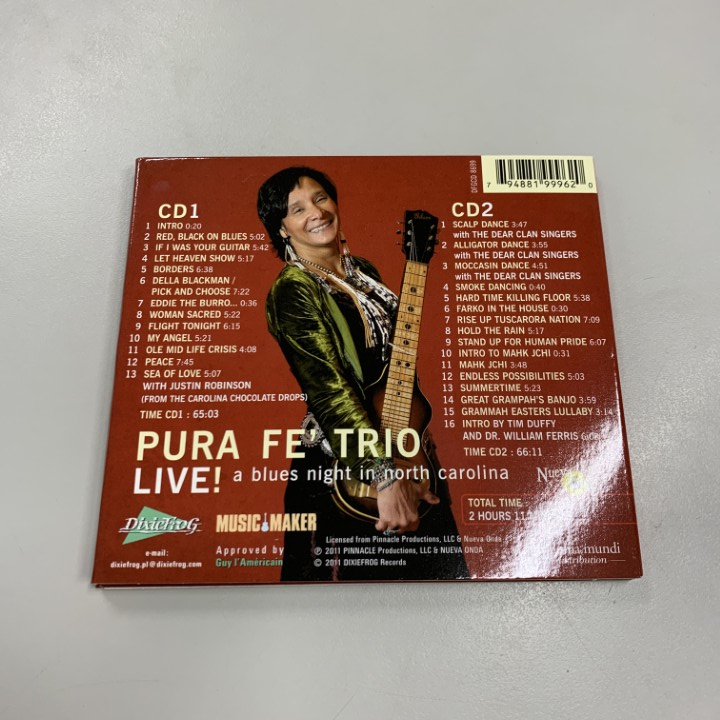 DFGCD 8699
7 94881 99962 0
CD1
1 INTRO 0:20
2 RED, BLACK ON BLUES 5:02
3 IF I WAS YOUR GUITAR 5:42
4 LET HEAVEN SHOW 5:17
5 BORDERS 6:38
6 DELLA BLACKMAN /
PICK AND CHOOSE 7:22
7 EDDIE THE BURRO... 0:36
8 WOMAN SACRED 5:22
9 FLIGHT TONIGHT 6:15
10 MY ANGEL 5:21
11 OLE MID LIFE CRISIS 4:08
12 PEACE 7:45
13 SEA OF LOVE 5:07
WITH JUSTIN ROBINSON
(FROM THE CAROLINA CHOCOLATE DROPS)
TIME CD1 : 65:03
CD2
1 SCALP DANCE 3:47
with THE DEAR CLAN SINGERS
2 ALLIGATOR DANCE 3:55
with THE DEAR CLAN SINGERS
3 MOCCASIN DANCE 4:51
with THE DEAR CLAN SINGERS
4 SMOKE DANCING 0:40
5 HARD TIME KILLING FLOOR 5:38
6 FARKO IN THE HOUSE 0:30
7 RISE UP TUSCARORA NATION 7:09
8 HOLD THE RAIN 5:17
9 STAND UP FOR HUMAN PRIDE 6:07
10 INTRO TO MAHK JCHI 0:31
11 MAHK JCHI 3:48
12 ENDLESS POSSIBILITIES 5:03
13 SUMMERTIME 5:23
14 GREAT GRAMPAH'S BANJO 3:59
15 GRAMMAH EASTERS LULLABY 3:14
16 INTRO BY TIM DUFFY
AND DR. WILLIAM FERRIS
TIME CD2 : 66:11
PURA FE' TRIO
LIVE! a blues night in north carolina
TOTAL TIME
2 HOURS
DixieFrog
MUSIC MAKER
e-mail:
dixiefrog.pl@dixiefrog.com
Approved by
Guy l'Américain
Licensed from Pinnacle Productions, LLC & Nueva Onda
℗ 2011 PINNACLE Productions, LLC & NUEVA ONDA
© 2011 DIXIEFROG Records
mundi
distribution